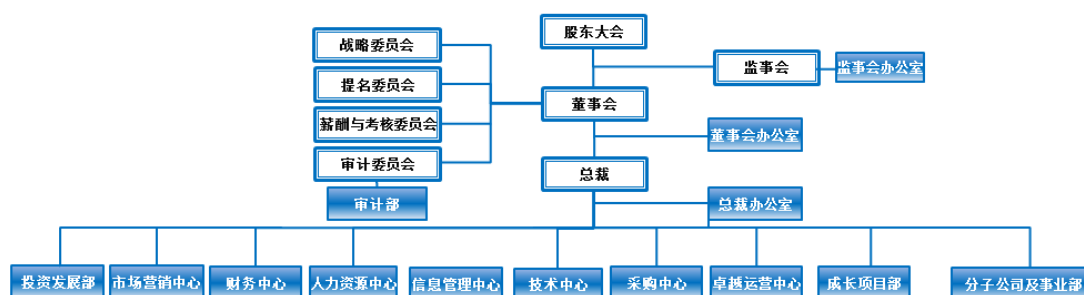 股东大会
战略委员会
监事会
监事会办公室
提名委员会
董事会
薪酬与考核委员会
董事会办公室
审计委员会
总裁
审计部
总裁办公室
投资发展部
市场营销中心
财务中心
人力资源中心
信息管理中心
技术中心
采购中心
卓越运营中心
成长项目部
分子公司及事业部